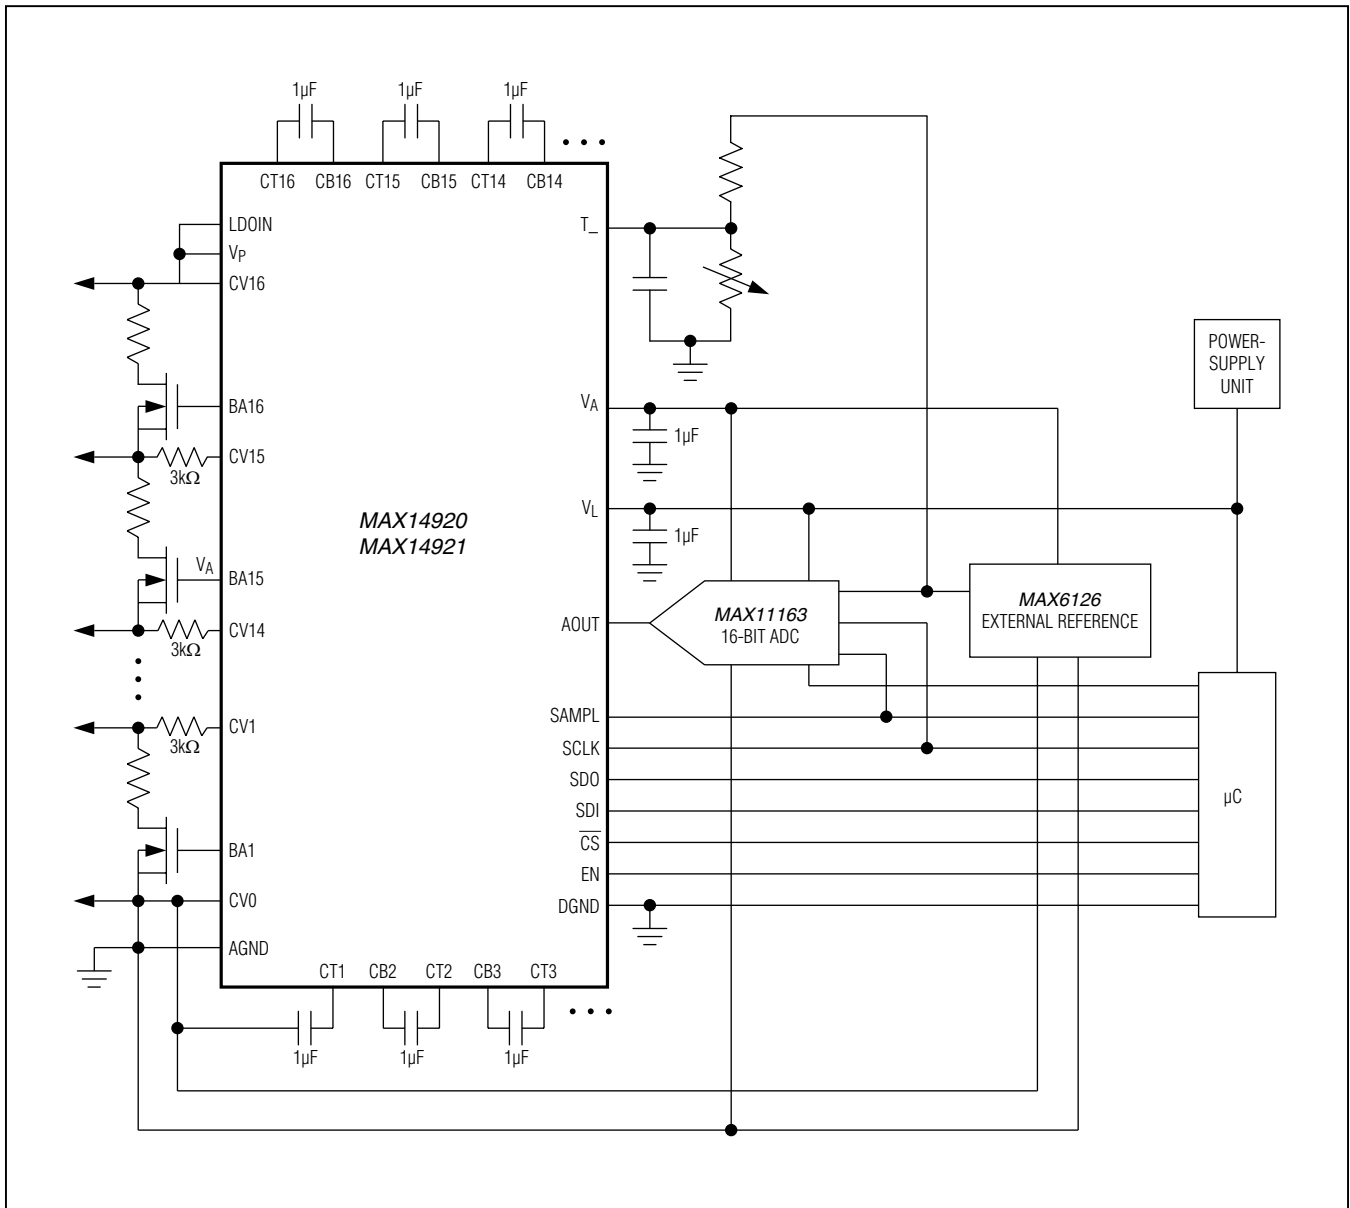 1µF
1µF
1µF
• • •
CT16 CB16 CT15 CB15 CT14 CB14
LDOIN
VP
CV16
T_
BA16
VA
1µF
POWER-
SUPPLY
UNIT
CV15
3kΩ
VL
1µF
MAX14920
MAX14921
VA
BA15
CV14
3kΩ
AOUT
MAX11163
16-BIT ADC
MAX6126
EXTERNAL REFERENCE
CV1
3kΩ
SAMPL
SCLK
SDO
SDI
CS
EN
DGND
µC
BA1
CV0
AGND
CT1 CB2 CT2 CB3 CT3
• • •
1µF
1µF
1µF